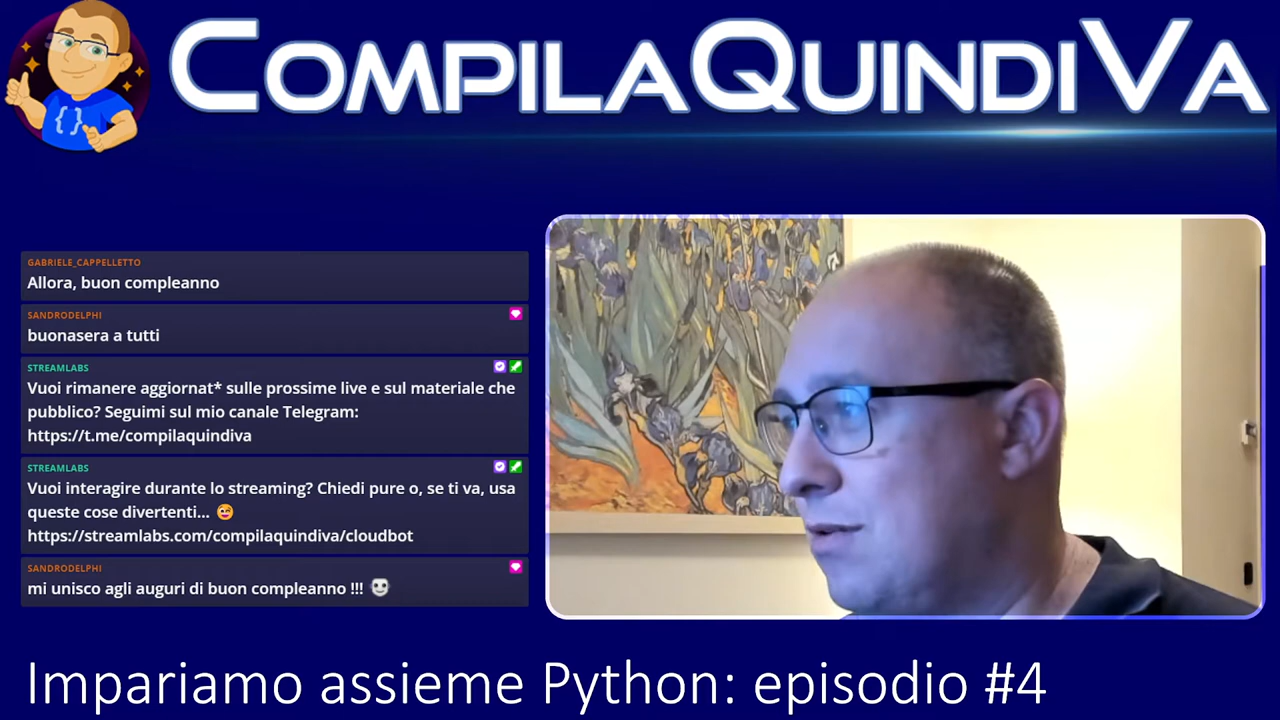 COMPILAQUINDIVA
{ }
GABRIELE_CAPPELLETTO
Allora, buon compleanno
SANDRODELPHI
buonasera a tutti
STREAMLABS
Vuoi rimanere aggiornat* sulle prossime live e sul materiale che
pubblico? Seguimi sul mio canale Telegram:
https://t.me/compilaquindiva
STREAMLABS
Vuoi interagire durante lo streaming? Chiedi pure o, se ti va, usa
queste cose divertenti... 😄
https://streamlabs.com/compilaquindiva/cloudbot
SANDRODELPHI
mi unisco agli auguri di buon compleanno !!!
Impariamo assieme Python: episodio #4